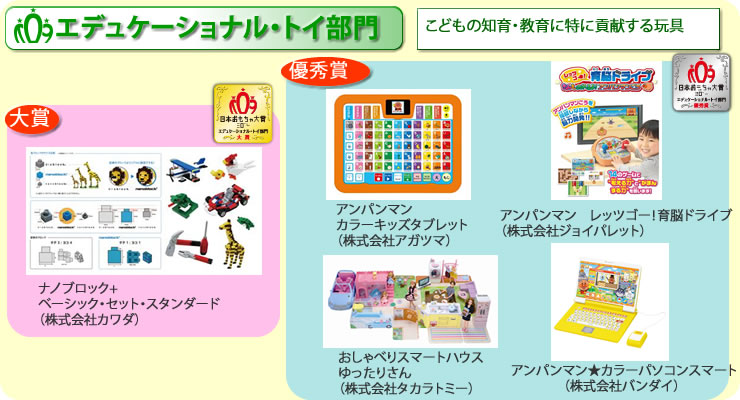 エデュケーショナル・トイ部門
こどもの知育・教育に特に貢献する玩具
大賞
日本おもちゃ大賞
エデュケーショナル・トイ部門
大賞
ナノブロック+
ベーシック・セット・スタンダード
(株式会社カワダ)
優秀賞
日本おもちゃ大賞
エデュケーショナル・トイ部門
優秀賞
アンパンマン
カラーキッズタブレット
(株式会社アガツマ)
育脳ドライブ
アンパンマン レッツゴー!育脳ドライブ
(株式会社ジョイパレット)
おしゃべりスマートハウス
ゆったりさん
(株式会社タカラトミー)
アンパンマン★カラーパソコンスマート
(株式会社バンダイ)